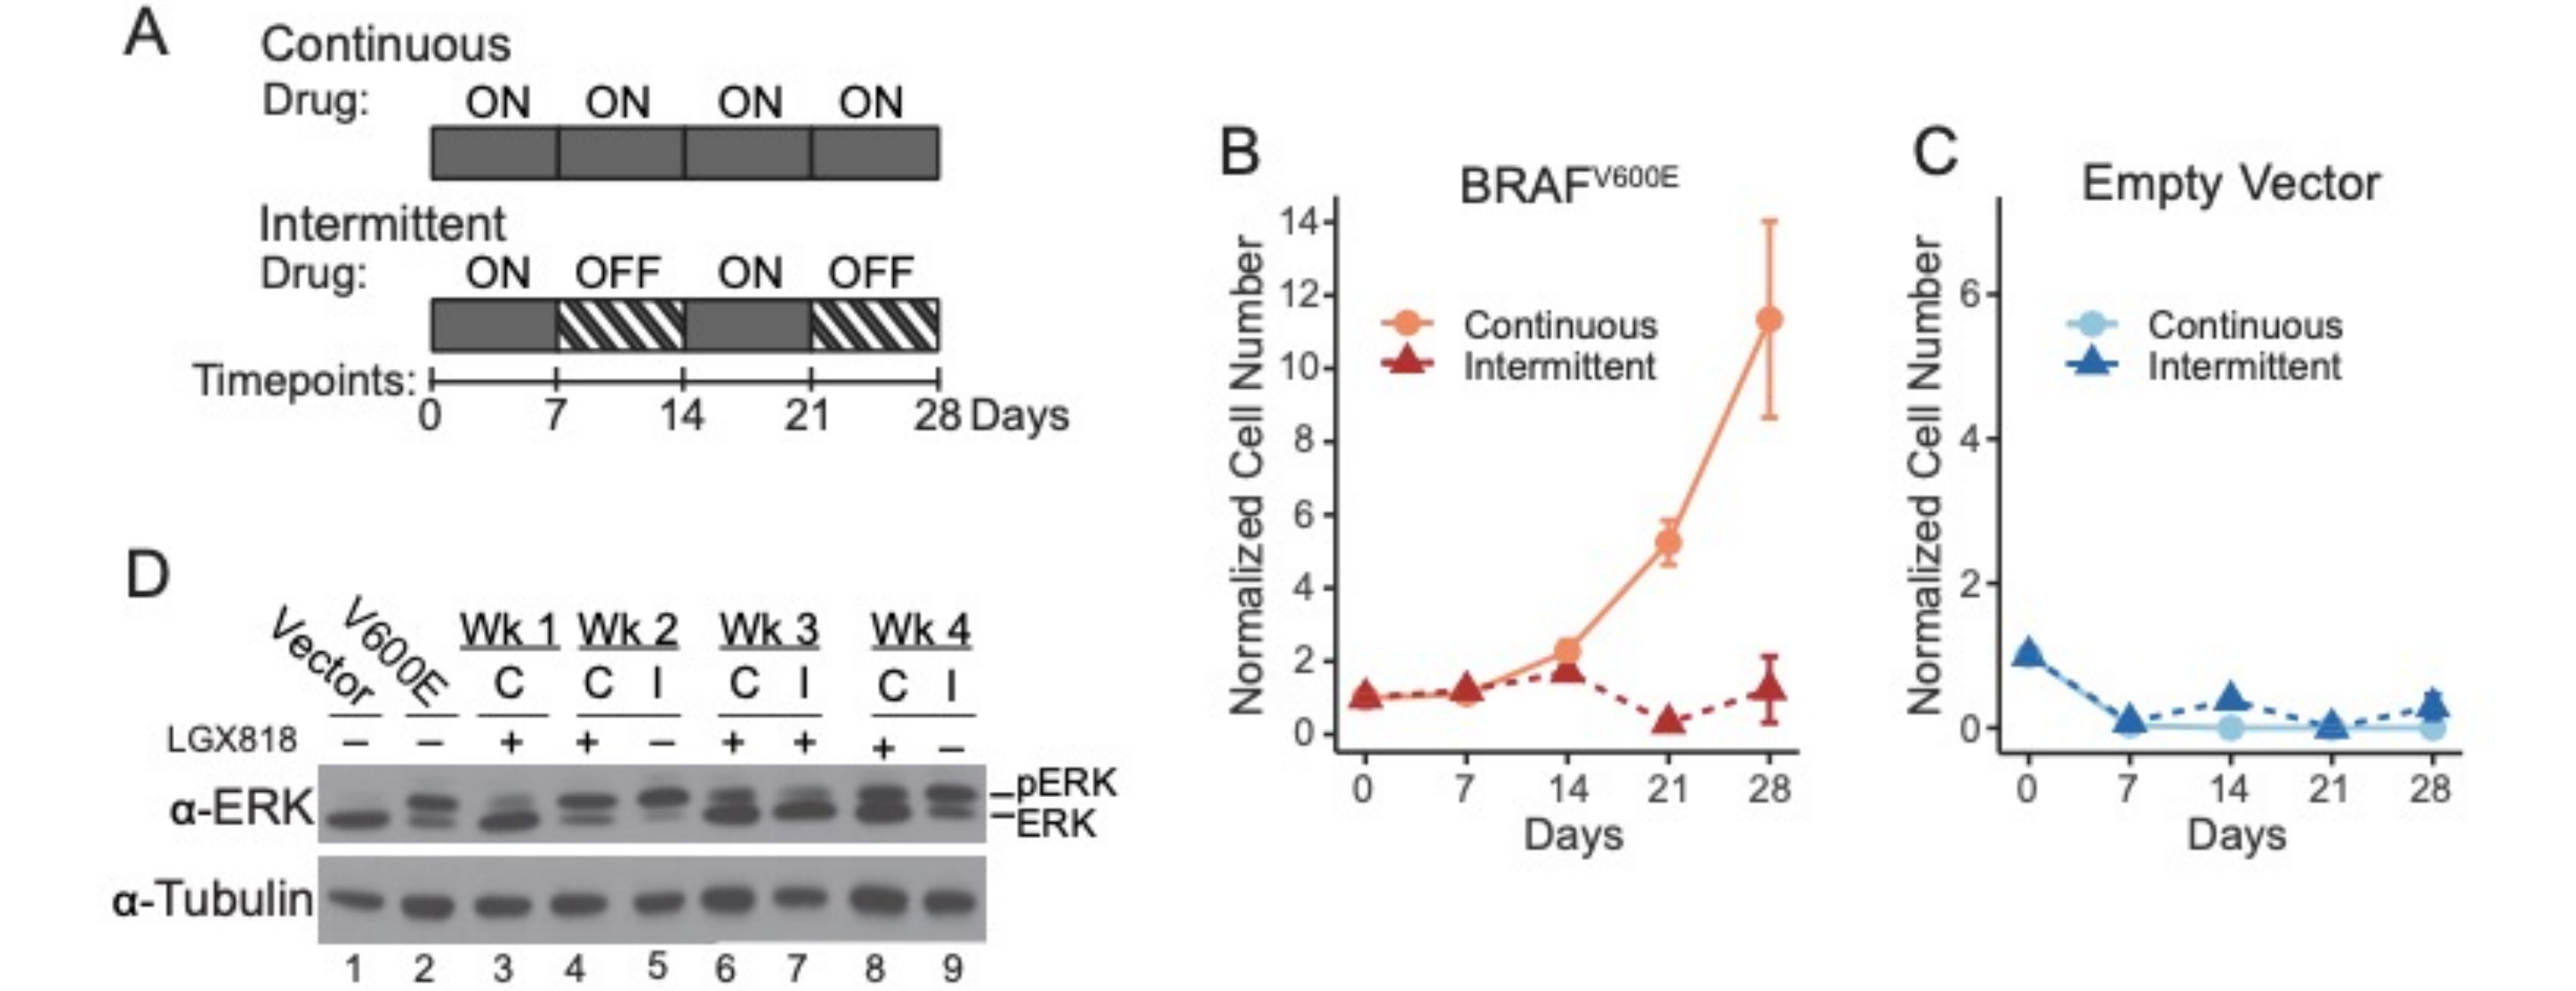 A
Continuous
Drug: ON ON ON ON
Intermittent
Drug: ON OFF ON OFF
Timepoints:
0 7 14 21 28 Days
B
BRAFV600E
Normalized Cell Number
14
12
10
8
6
4
2
0
Continuous
Intermittent
0 7 14 21 28
Days
C
Empty Vector
Normalized Cell Number
6
4
2
0
Continuous
Intermittent
0 7 14 21 28
Days
D
Vector V600E Wk 1 Wk 2 Wk 3 Wk 4
C C I C I C I
LGX818 – – + + – + + + –
α-ERK
pERK
ERK
α-Tubulin
1 2 3 4 5 6 7 8 9